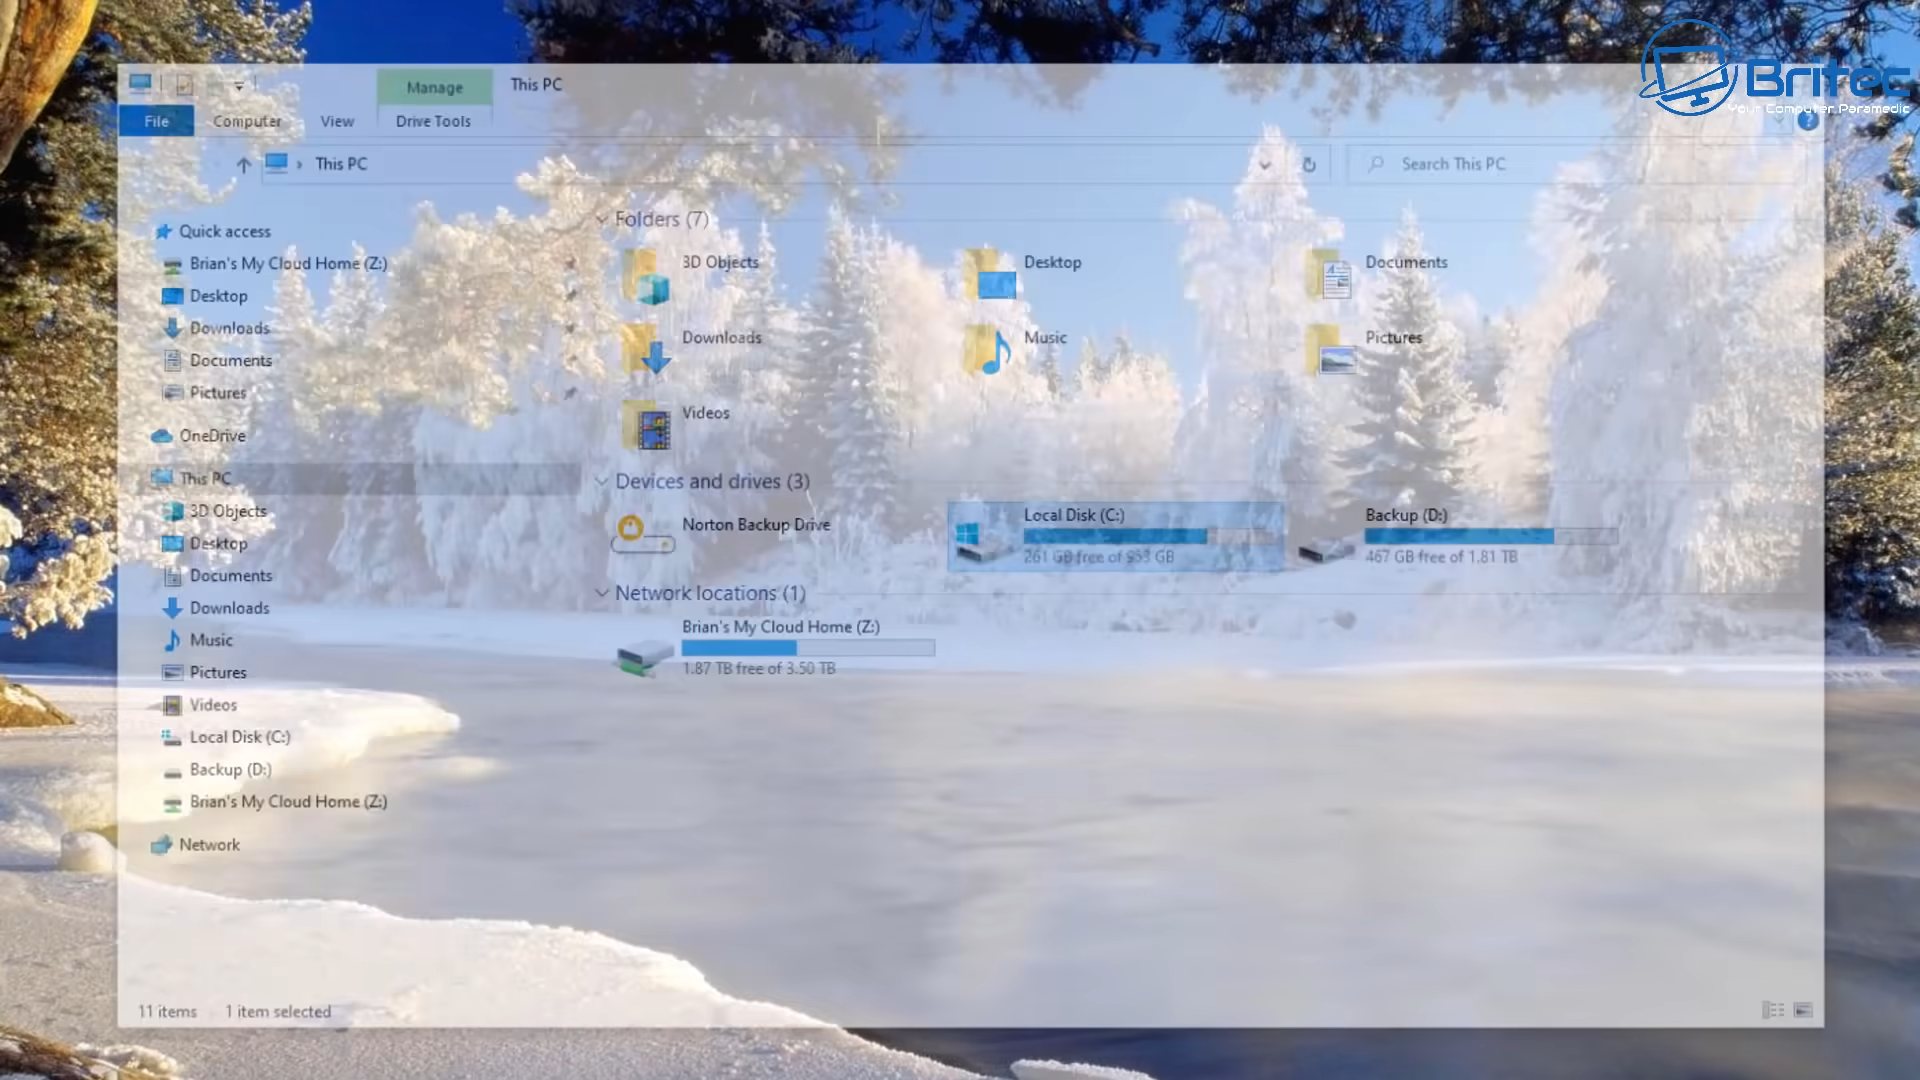 Manage
This PC
Britec
Your Computer Paramedic
File
Computer
View
Drive Tools
?
This PC
Search This PC
Quick access
Brian's My Cloud Home (Z:)
Desktop
Downloads
Documents
Pictures
OneDrive
This PC
3D Objects
Desktop
Documents
Downloads
Music
Pictures
Videos
Local Disk (C:)
Backup (D:)
Brian's My Cloud Home (Z:)
Network
Folders (7)
3D Objects
Desktop
Documents
Downloads
Music
Pictures
Videos
Devices and drives (3)
Norton Backup Drive
Local Disk (C:)
261 GB free of 953 GB
Backup (D:)
467 GB free of 1.81 TB
Network locations (1)
Brian's My Cloud Home (Z:)
1.87 TB free of 3.50 TB
11 items
1 item selected